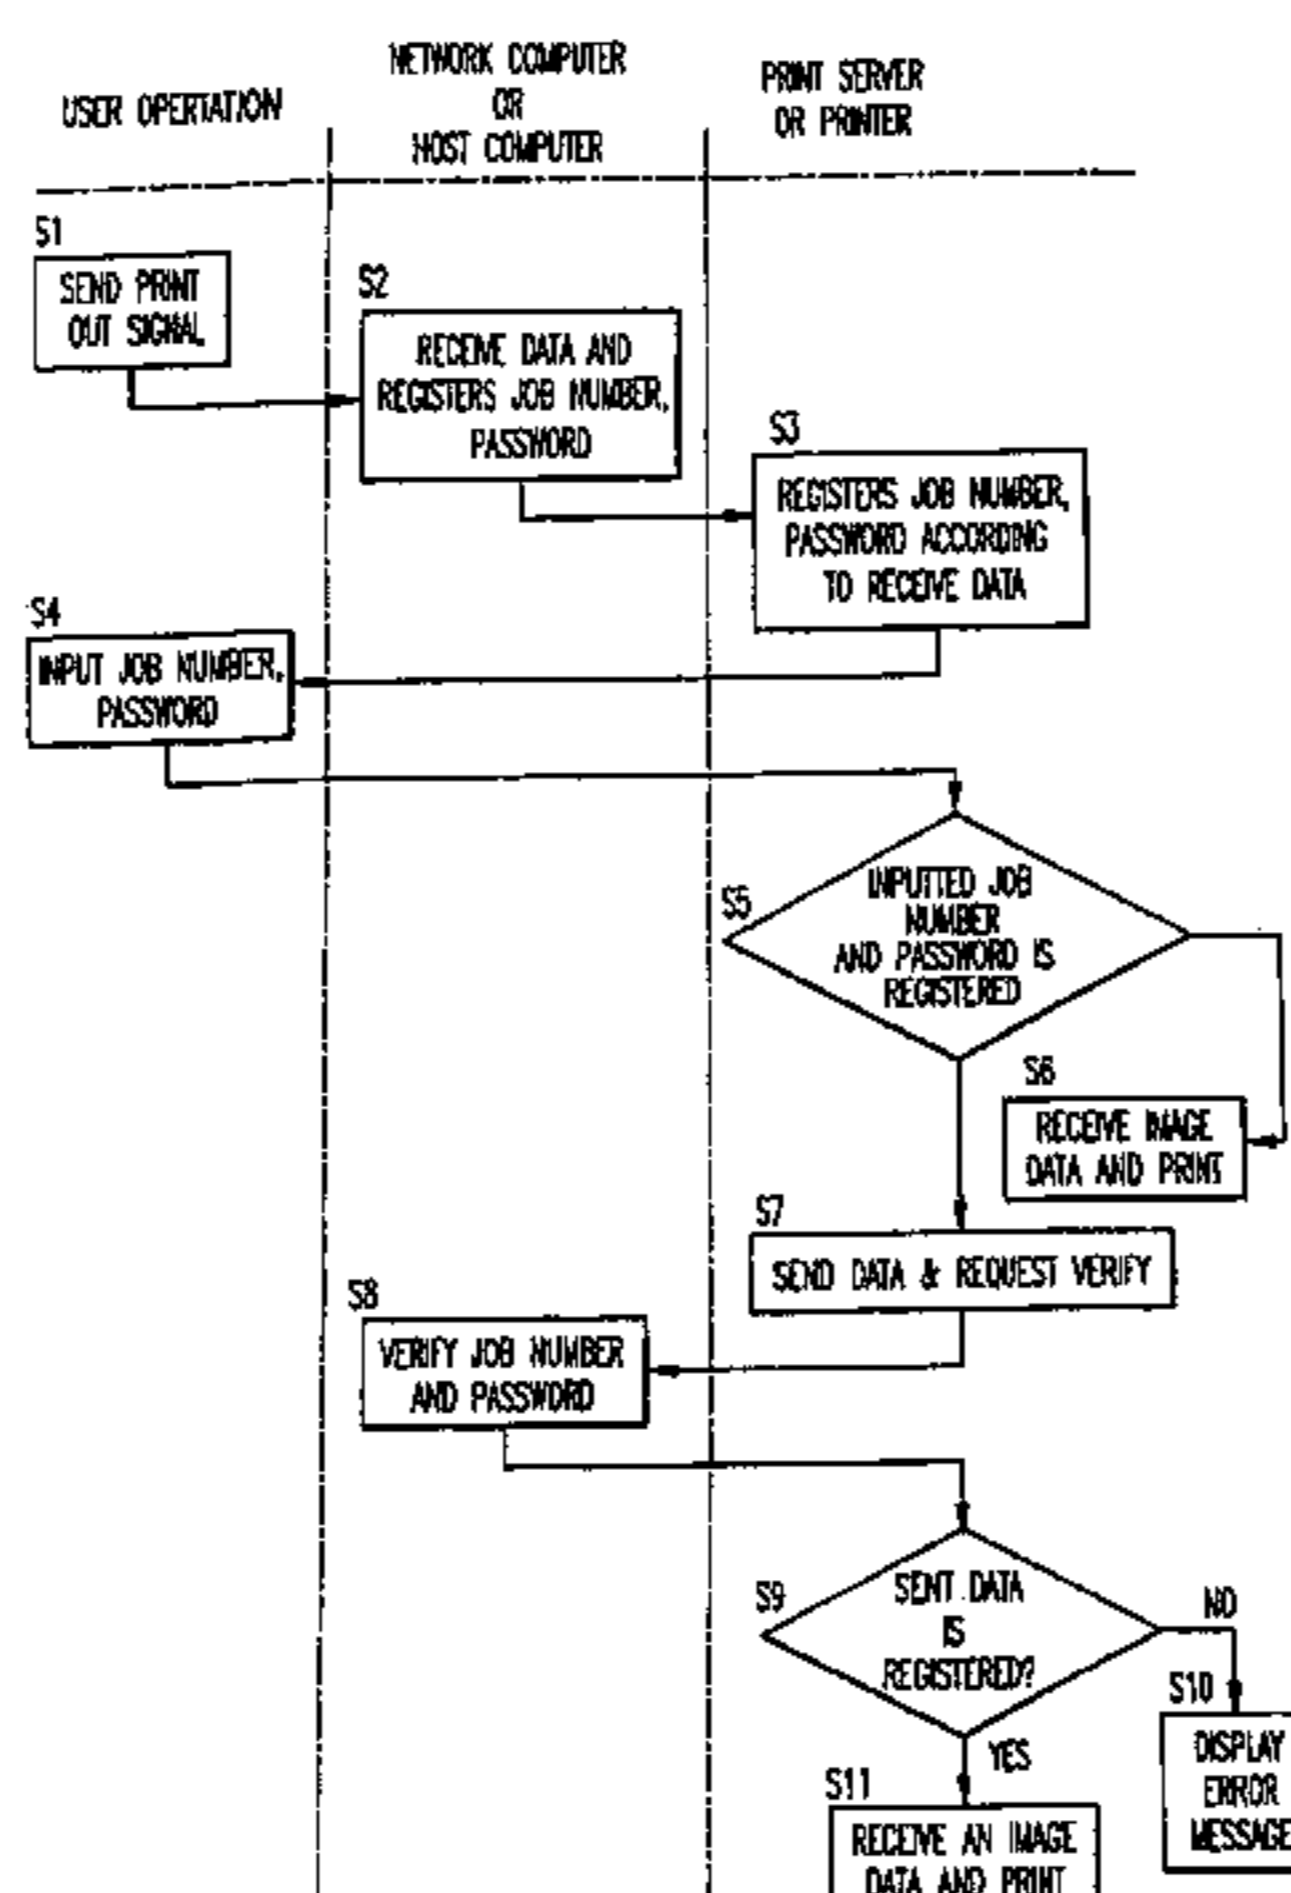 USER OPERTATION
NETWORK COMPUTER
OR
HOST COMPUTER
PRINT SERVER
OR PRINTER
S1
SEND PRINT
OUT SIGNAL
S2
RECEIVE DATA AND
REGISTERS JOB NUMBER,
PASSWORD
S3
REGISTERS JOB NUMBER,
PASSWORD ACCORDING
TO RECEIVE DATA
S4
INPUT JOB NUMBER,
PASSWORD
S5
INPUTTED JOB
NUMBER
AND PASSWORD IS
REGISTERED
S6
RECEIVE IMAGE
DATA AND PRINT
S7
SEND DATA & REQUEST VERIFY
S8
VERIFY JOB NUMBER
AND PASSWORD
S9
SENT DATA
IS
REGISTERED?
NO
S10
DISPLAY
ERROR
MESSAGE
YES
S11
RECEIVE AN IMAGE
DATA AND PRINT